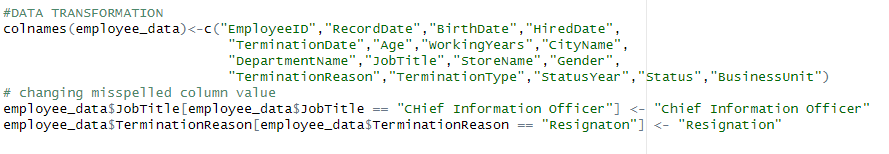 #DATA TRANSFORMATION
colnames(employee_data)<-c("EmployeeID","RecordDate","BirthDate","HiredDate",
"TerminationDate","Age","WorkingYears","CityName",
"DepartmentName","JobTitle","StoreName","Gender",
"TerminationReason","TerminationType","StatusYear","Status","BusinessUnit")
# changing misspelled column value
employee_data$JobTitle[employee_data$JobTitle == "CHief Information Officer"] <- "Chief Information Officer"
employee_data$TerminationReason[employee_data$TerminationReason == "Resignaton"] <- "Resignation"